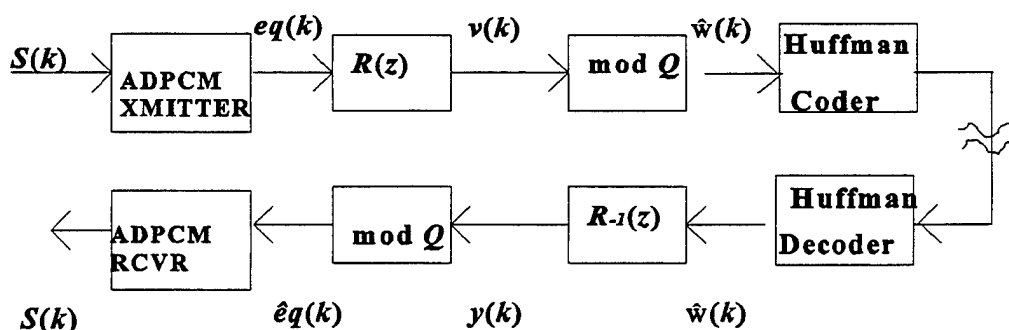 S(k)
eq(k)
v(k)
ŵ(k)
ADPCM
XMITTER
R(z)
mod Q
Huffman
Coder
ADPCM
RCVR
mod Q
R-1(z)
Huffman
Decoder
S(k)
êq(k)
y(k)
ŵ(k)